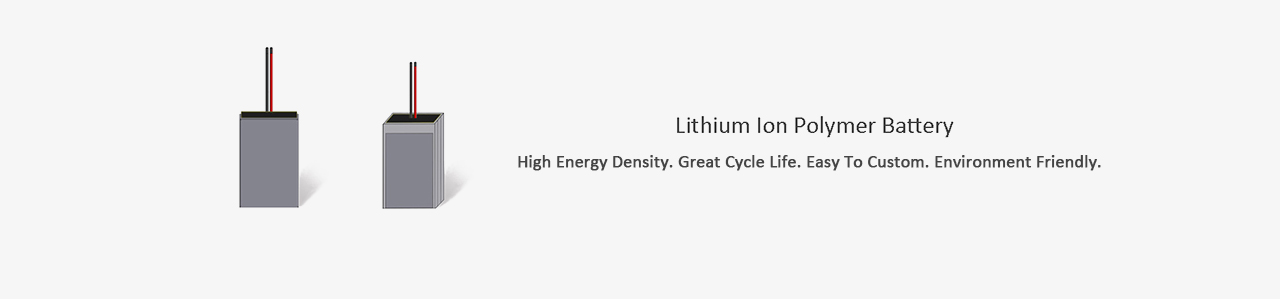 Lithium Ion Polymer Battery
High Energy Density. Great Cycle Life. Easy To Custom. Environment Friendly.